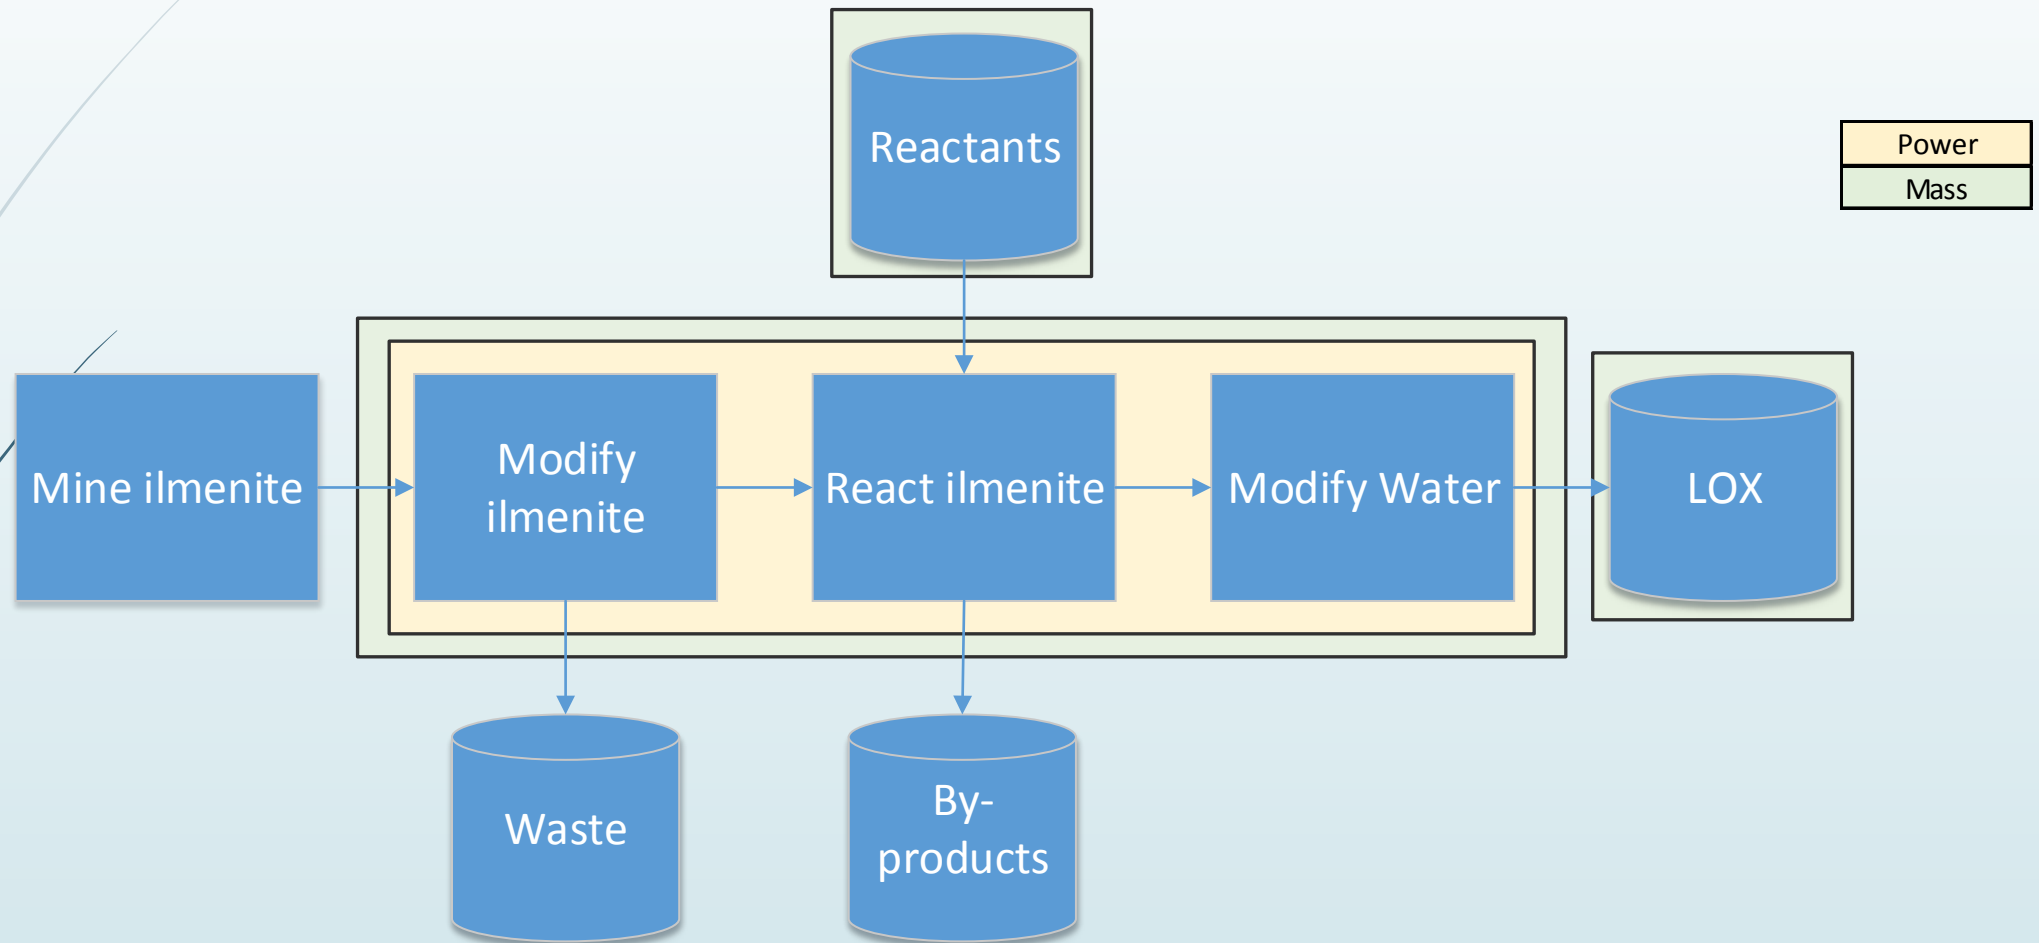 Reactants
Power
Mass
Mine ilmenite
Modify
ilmenite
React ilmenite
Modify Water
LOX
Waste
By-
products